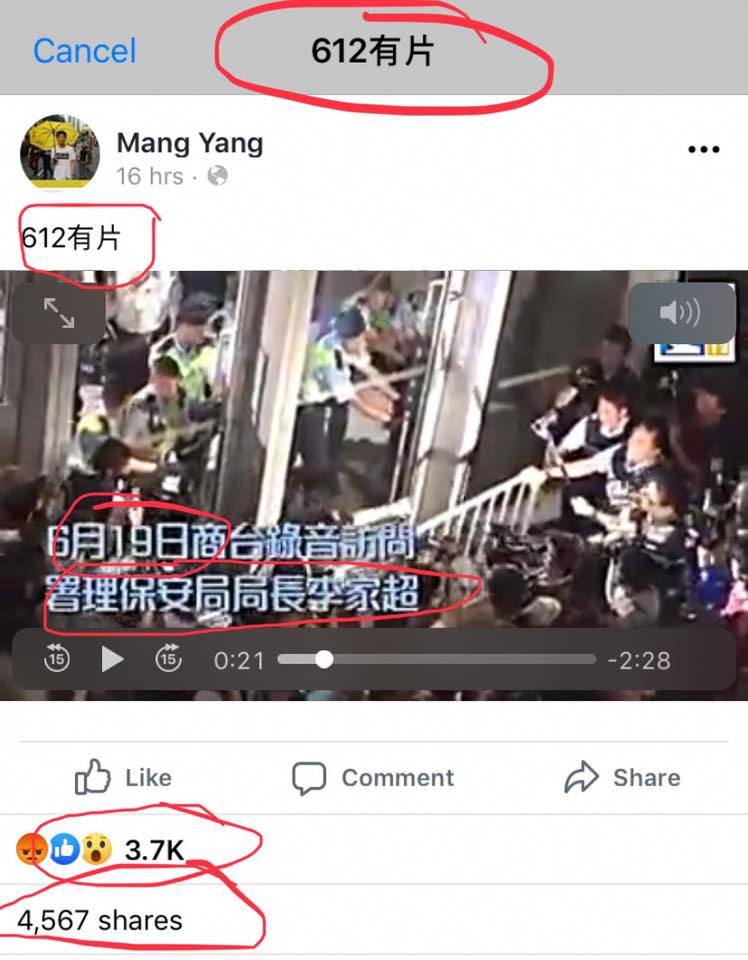 Cancel
612有片
Mang Yang
16 hrs ·
612有片
6月19日商台錄音訪問
署理保安局局長李家超
15
15
0:21
-2:28
Like
Comment
Share
3.7K
4,567 shares